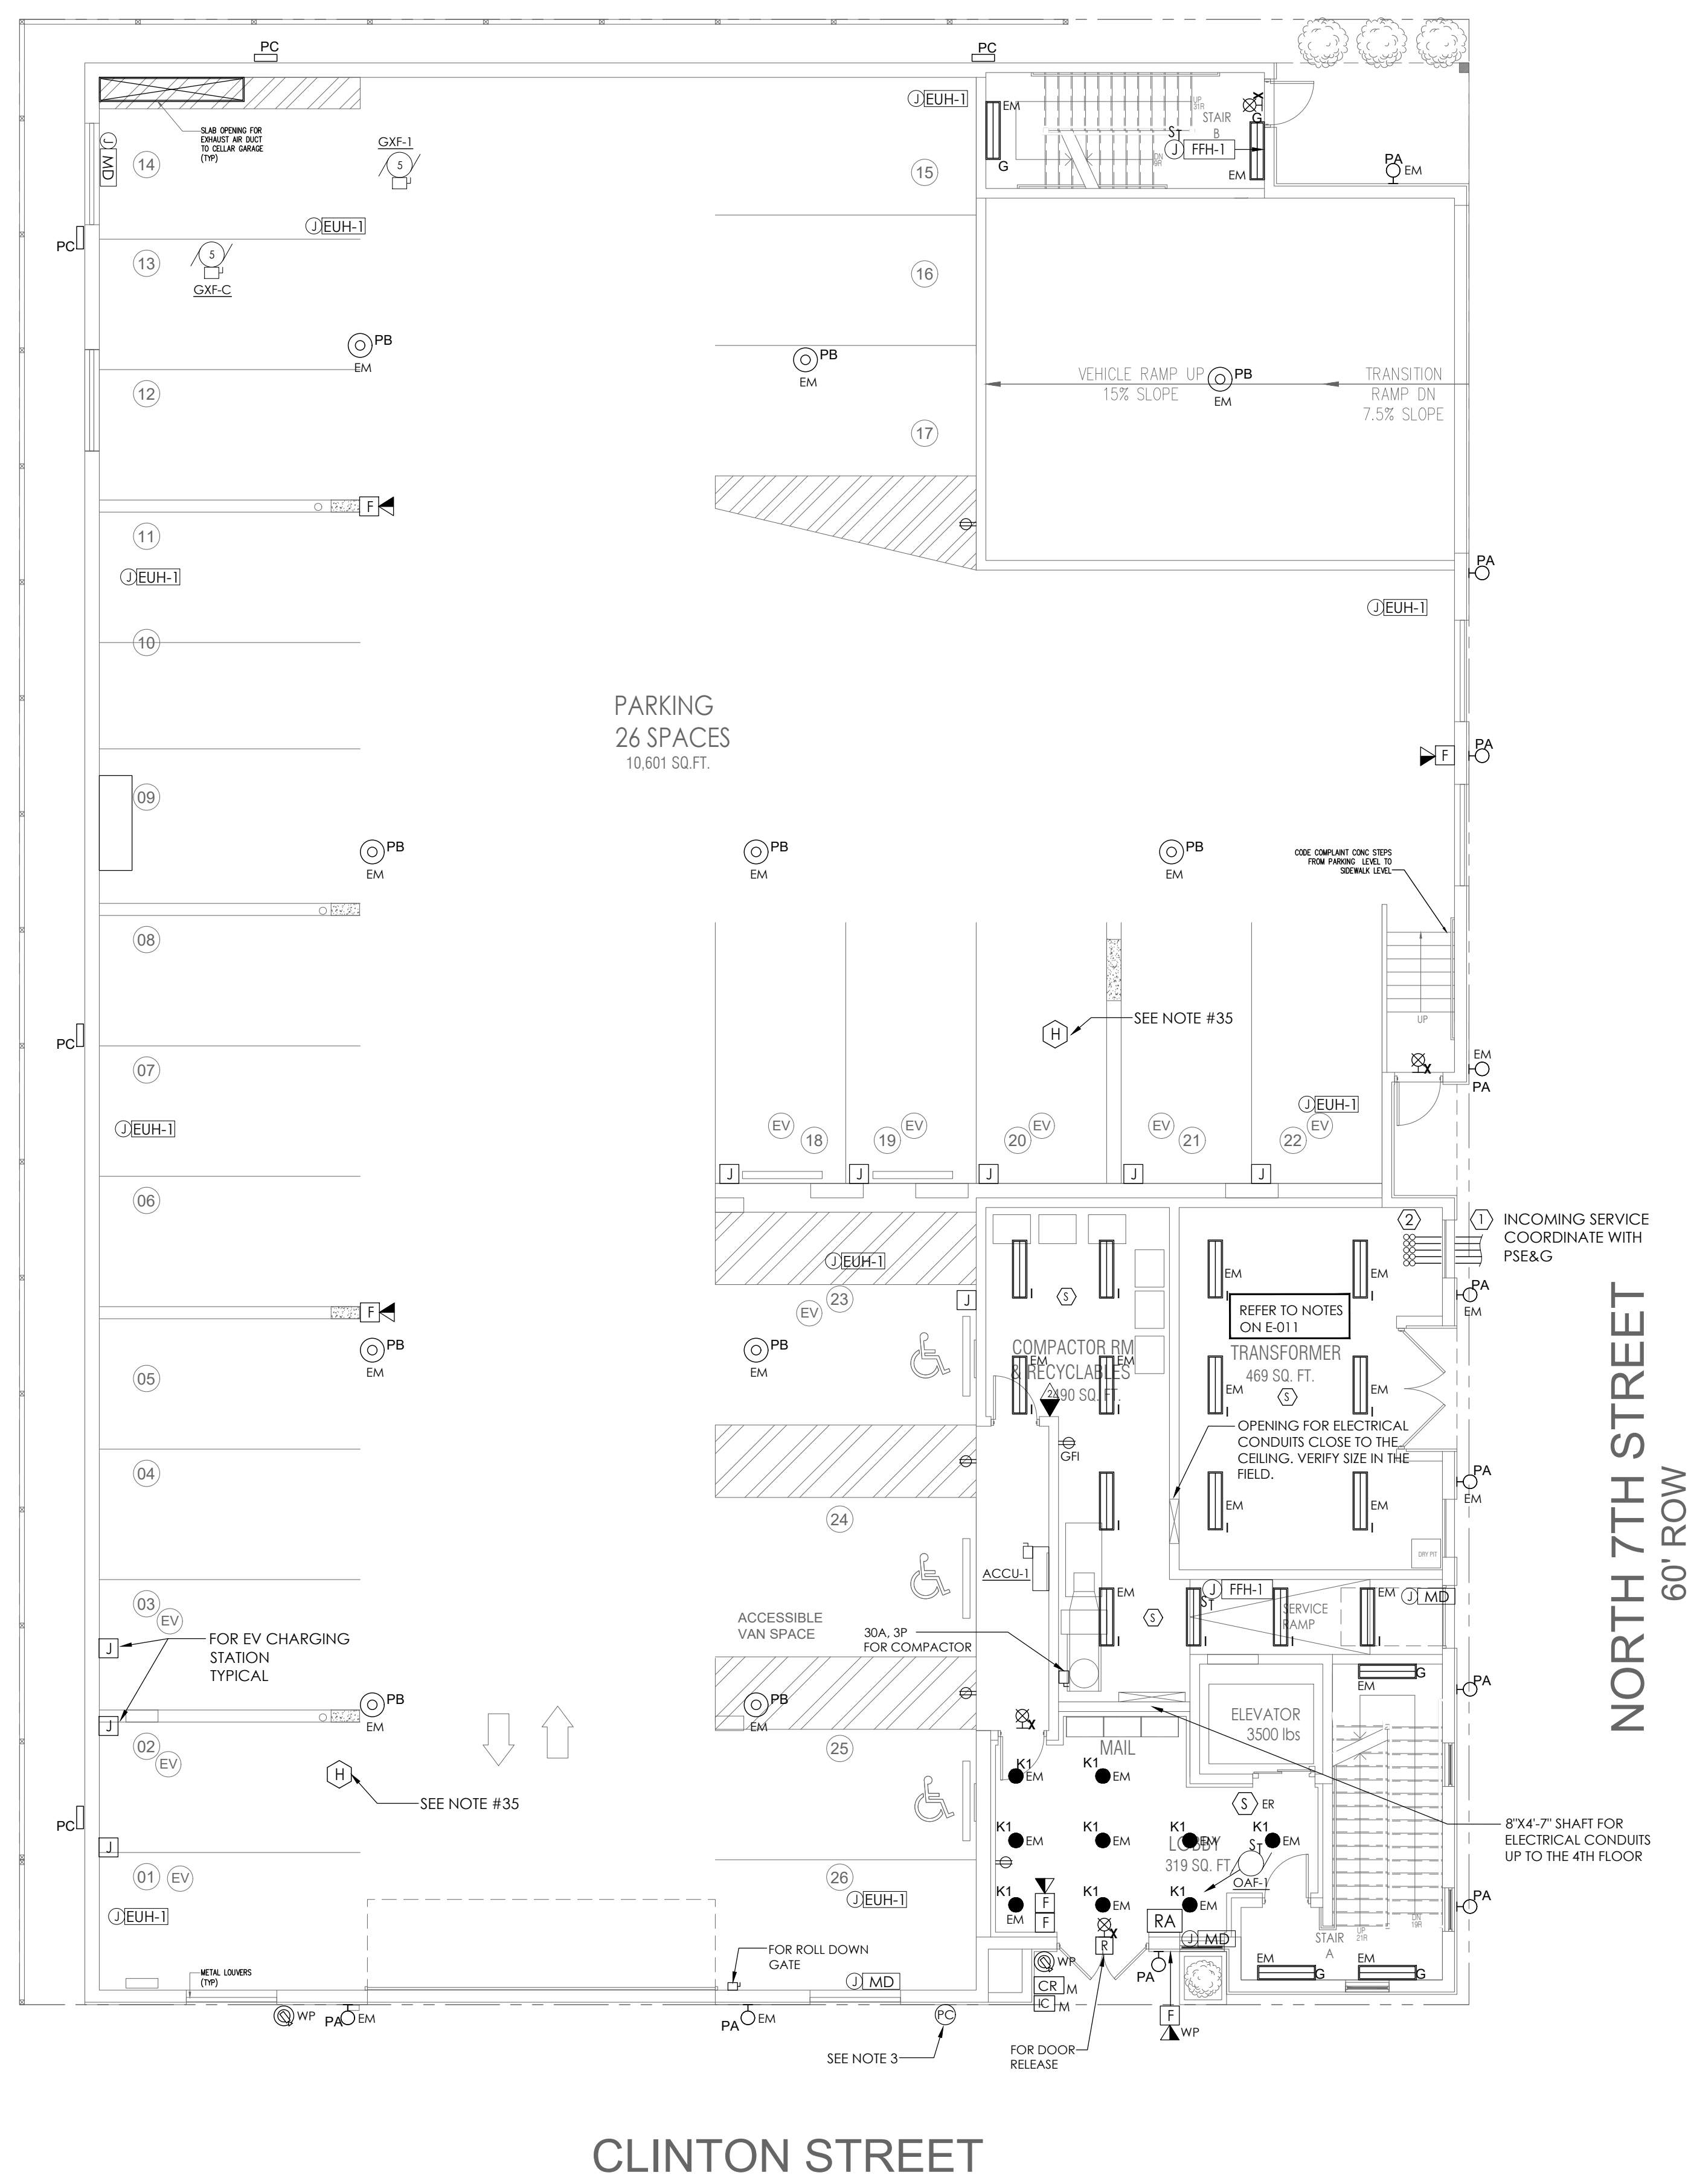 PC
PC
J EUH-1
EM
UP
21R
X
G
STAIR
B
ST
J FFH-1
DN
9R
G
EM
PA
EM
SLAB OPENING FOR
EXHAUST AIR DUCT
TO CELLAR GARAGE
(TYP)
J MD
14
GXF-1
5
15
J EUH-1
PC
13
5
GXF-C
16
PB
EM
PB
EM
12
VEHICLE RAMP UP
15% SLOPE
PB
EM
TRANSITION
RAMP DN
7.5% SLOPE
17
F
11
J EUH-1
PA
J EUH-1
10
PARKING
26 SPACES
10,601 SQ.FT.
F
PA
09
PB
EM
PB
EM
PB
EM
CODE COMPLAINT CONC STEPS
FROM PARKING LEVEL TO
SIDEWALK LEVEL
08
H
SEE NOTE #35
UP
PC
X
EM
PA
07
J EUH-1
J EUH-1
EV
18
19
EV
20
EV
EV
21
22
EV
J
J
J
J
J
06
2
1
INCOMING SERVICE
COORDINATE WITH
PSE&G
J EUH-1
I
I
EM
I
EM
I
S
23
EV
J
PA
EM
REFER TO NOTES
ON E-011
F
PB
EM
PB
EM
COMPACTOR RM
& RECYCLABLES
490 SQ. FT.
EM
I
EM
I
2
TRANSFORMER
469 SQ. FT.
S
EM
I
EM
I
05
OPENING FOR ELECTRICAL
CONDUITS CLOSE TO THE
CEILING. VERIFY SIZE IN THE
FIELD.
GFI
04
PA
EM
I
EM
I
EM
I
24
DRY PIT
ACCU-1
03
EV
J
FOR EV CHARGING
STATION
TYPICAL
ACCESSIBLE
VAN SPACE
30A, 3P
FOR COMPACTOR
EM
I
S
J FFH-1
ST
I
SERVICE
RAMP
I
EM
I
J MD
G
EM
PA
J
PB
EM
PB
EM
X
ELEVATOR
3500 lbs
02
EV
25
MAIL
H
SEE NOTE #35
K1
EM
K1
EM
S
ER
PC
K1
EM
K1
EM
K1
EM
K1
EM
8"X4'-7" SHAFT FOR
ELECTRICAL CONDUITS
UP TO THE 4TH FLOOR
J
LOBBY
319 SQ. FT.
ST
OAF-1
01
EV
26
J EUH-1
J EUH-1
K1
EM
K1
EM
K1
EM
F
F
X
R
RA
PA
UP
21R
DN
19R
STAIR
A
J MD
FOR ROLL DOWN
GATE
METAL LOUVERS
(TYP)
J MD
WP
PA
EM
G
EM
G
CR M
IC M
WP
PA
EM
PA
EM
PC
F
WP
SEE NOTE 3
FOR DOOR
RELEASE
CLINTON STREET
NORTH 7TH STREET
60' ROW